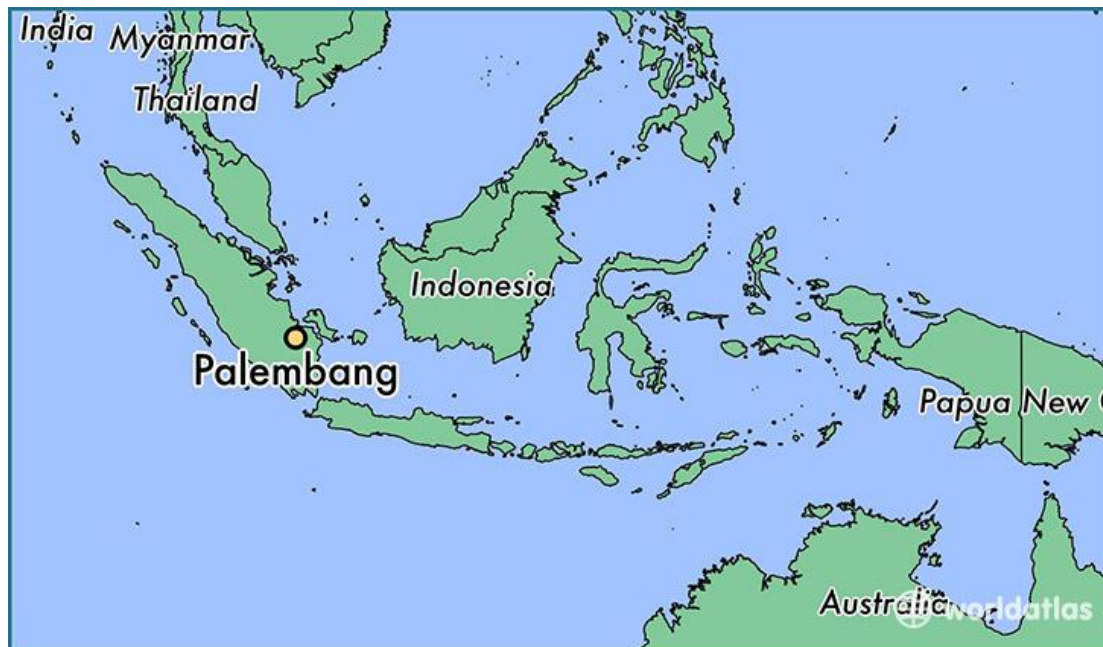 India
Myanmar
Thailand
Indonesia
Palembang
Papua New
Australia
worldatlas